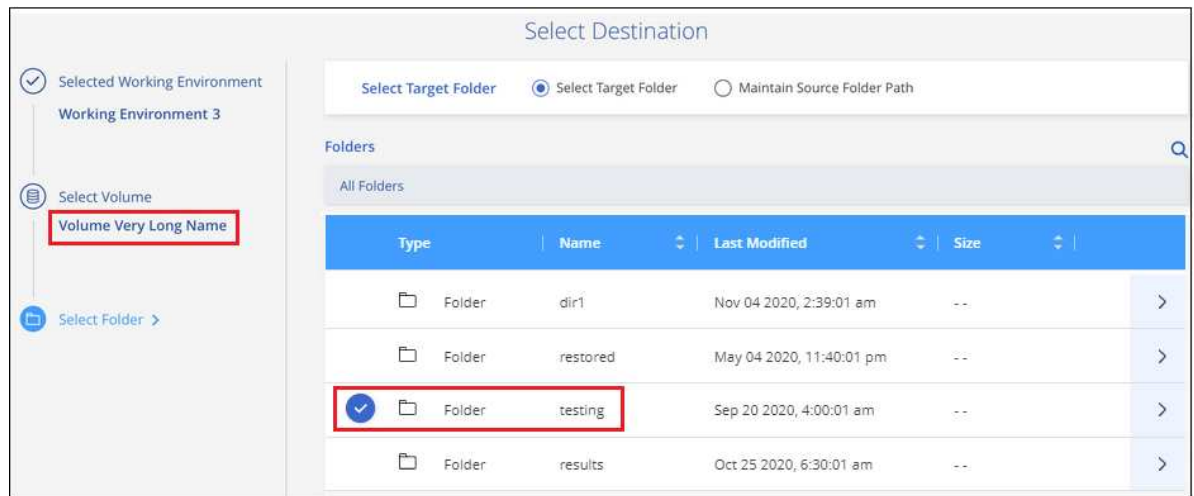 Select Destination
Selected Working Environment
Working Environment 3
Select Volume
Volume Very Long Name
Select Folder >
Select Target Folder Select Target Folder Maintain Source Folder Path
Folders
All Folders
Type Name Last Modified Size
Folder dir1 Nov 04 2020, 2:39:01 am --
Folder restored May 04 2020, 11:40:01 pm --
Folder testing Sep 20 2020, 4:00:01 am --
Folder results Oct 25 2020, 6:30:01 am --